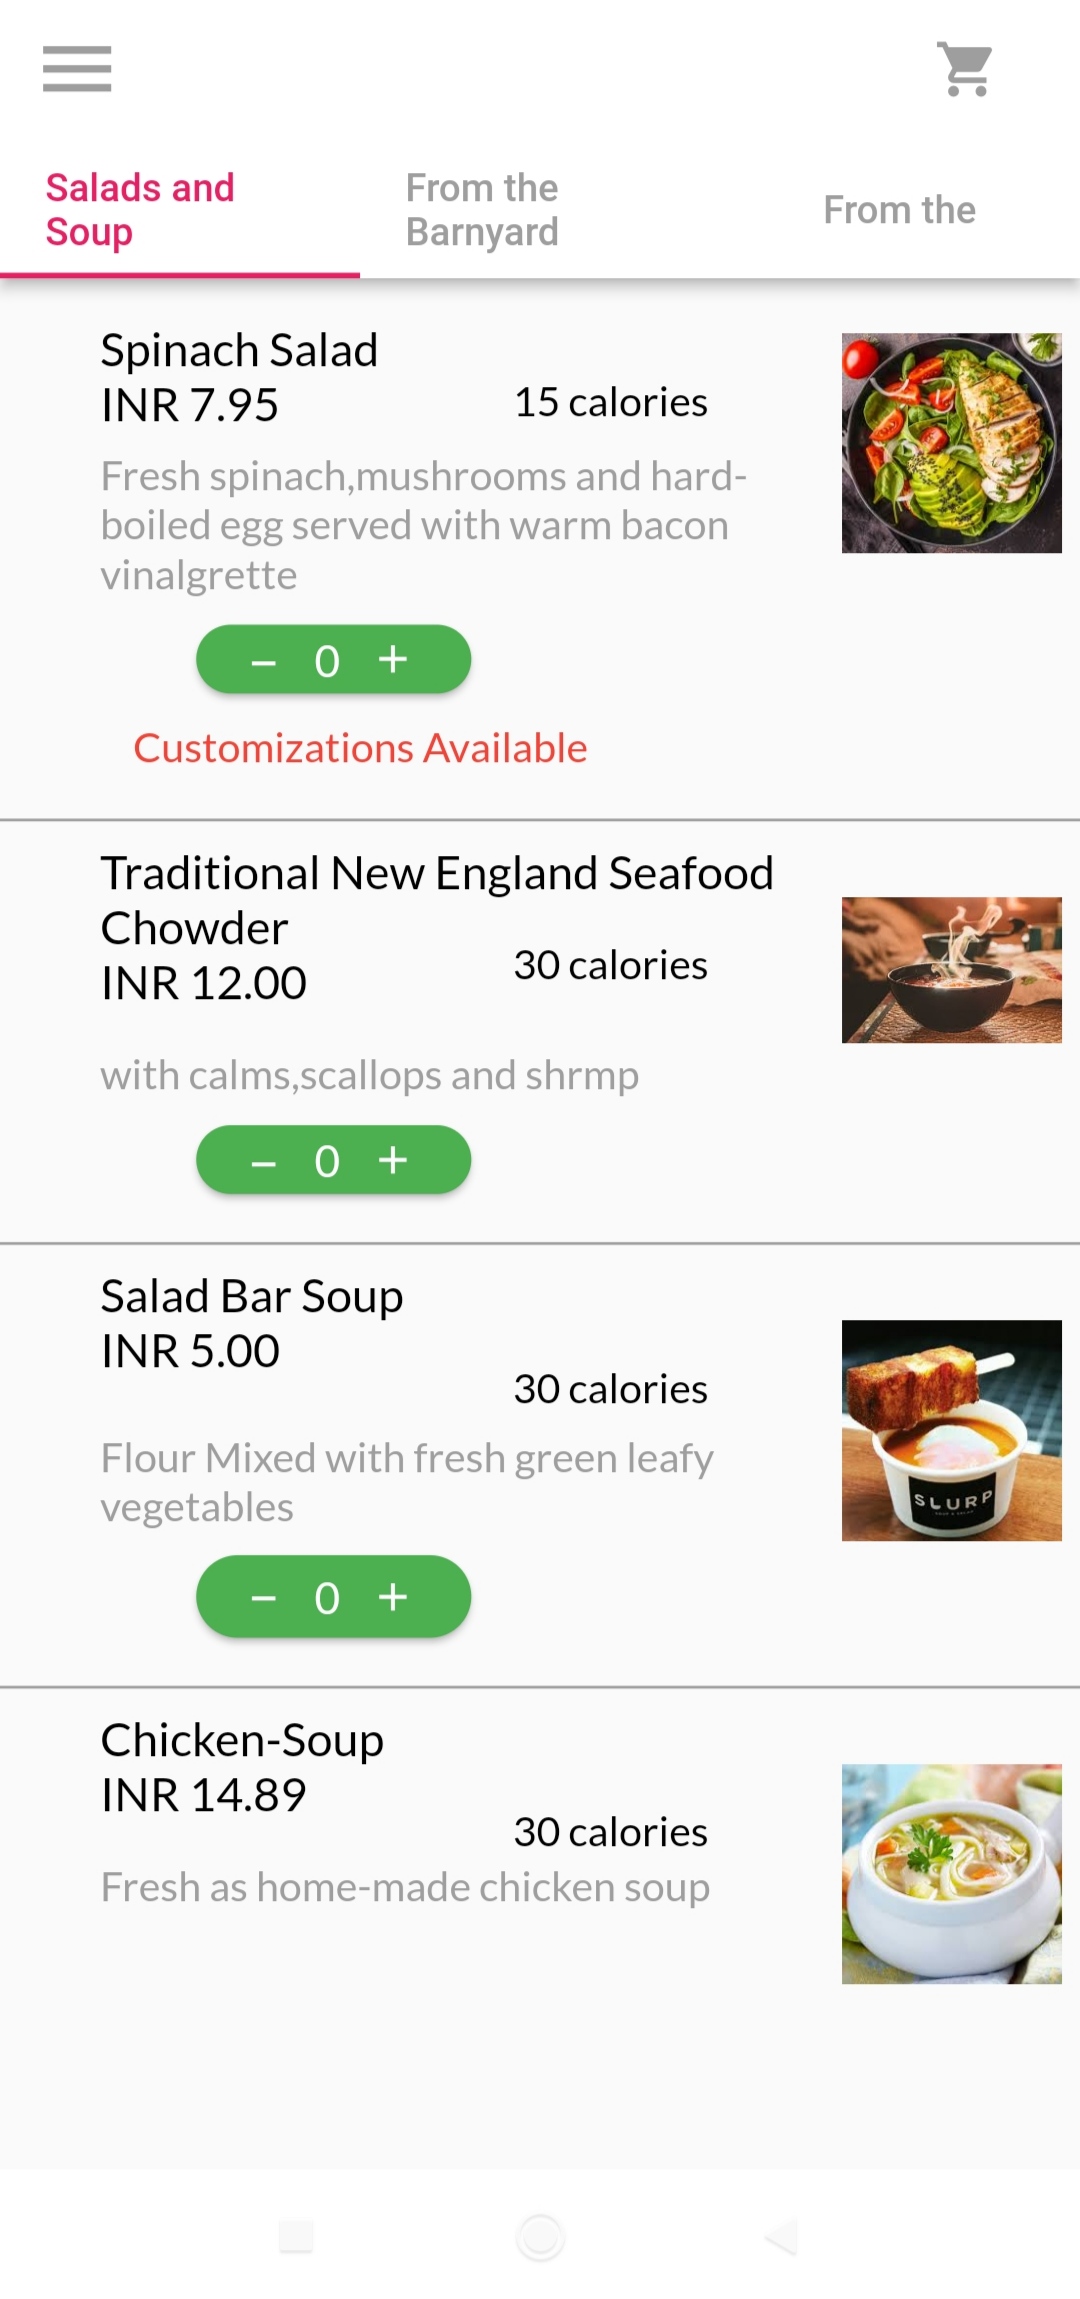 Salads and
Soup
From the
Barnyard
From the
Spinach Salad
INR 7.95
15 calories
Fresh spinach,mushrooms and hard-
boiled egg served with warm bacon
vinalgrette
– 0 +
Customizations Available
Traditional New England Seafood
Chowder
INR 12.00
30 calories
with calms,scallops and shrmp
– 0 +
Salad Bar Soup
INR 5.00
30 calories
Flour Mixed with fresh green leafy
vegetables
– 0 +
SLURP
Chicken-Soup
INR 14.89
30 calories
Fresh as home-made chicken soup